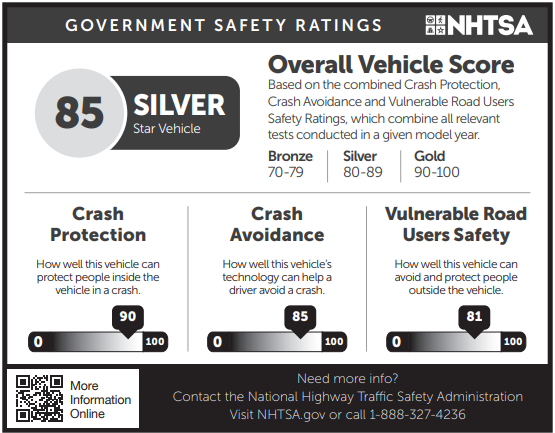 GOVERNMENT SAFETY RATINGS
NHTSA
85
SILVER
Star Vehicle
Overall Vehicle Score
Based on the combined Crash Protection,
Crash Avoidance and Vulnerable Road Users
Safety Ratings, which combine all relevant
tests conducted in a given model year.
Bronze
70-79
Silver
80-89
Gold
90-100
Crash
Protection
How well this vehicle can
protect people inside the
vehicle in a crash.
90
0
100
Crash
Avoidance
How well this vehicle's
technology can help a
driver avoid a crash.
85
0
100
Vulnerable Road
Users Safety
How well this vehicle can
avoid and protect people
outside the vehicle.
81
0
100
More
Information
Online
Need more info?
Contact the National Highway Traffic Safety Administration
Visit NHTSA.gov or call 1-888-327-4236